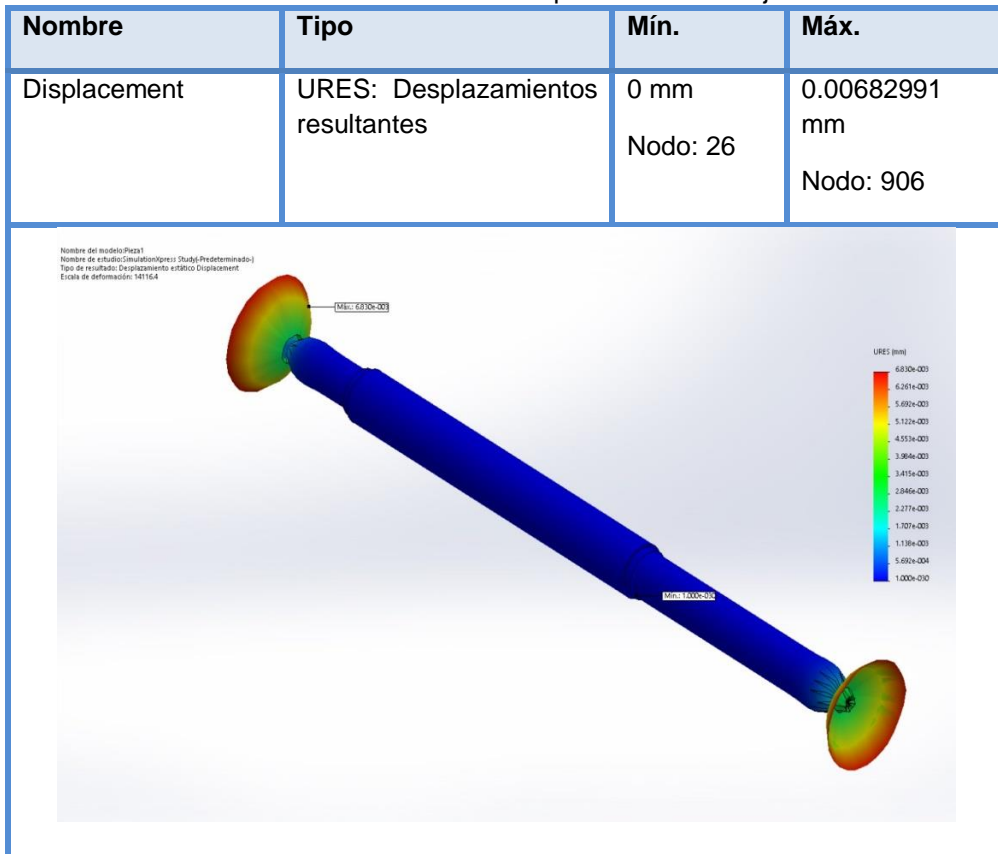 Nombre Tipo Mín. Máx.
Displacement URES: Desplazamientos resultantes 0 mm Nodo: 26 0.00682991 mm Nodo: 906
Nombre del modelo:Pieza1
Nombre de estudio:SimulationXpress Study(-Predeterminado-)
Tipo de resultado: Desplazamiento estático Displacement
Escala de deformación: 14116.4
Máx.: 6.830e-003
URES (mm)
6.830e-003
6.261e-003
5.692e-003
5.122e-003
4.553e-003
3.984e-003
3.415e-003
2.846e-003
2.277e-003
1.707e-003
1.138e-003
5.692e-004
1.000e-030
Mín.: 1.000e-030